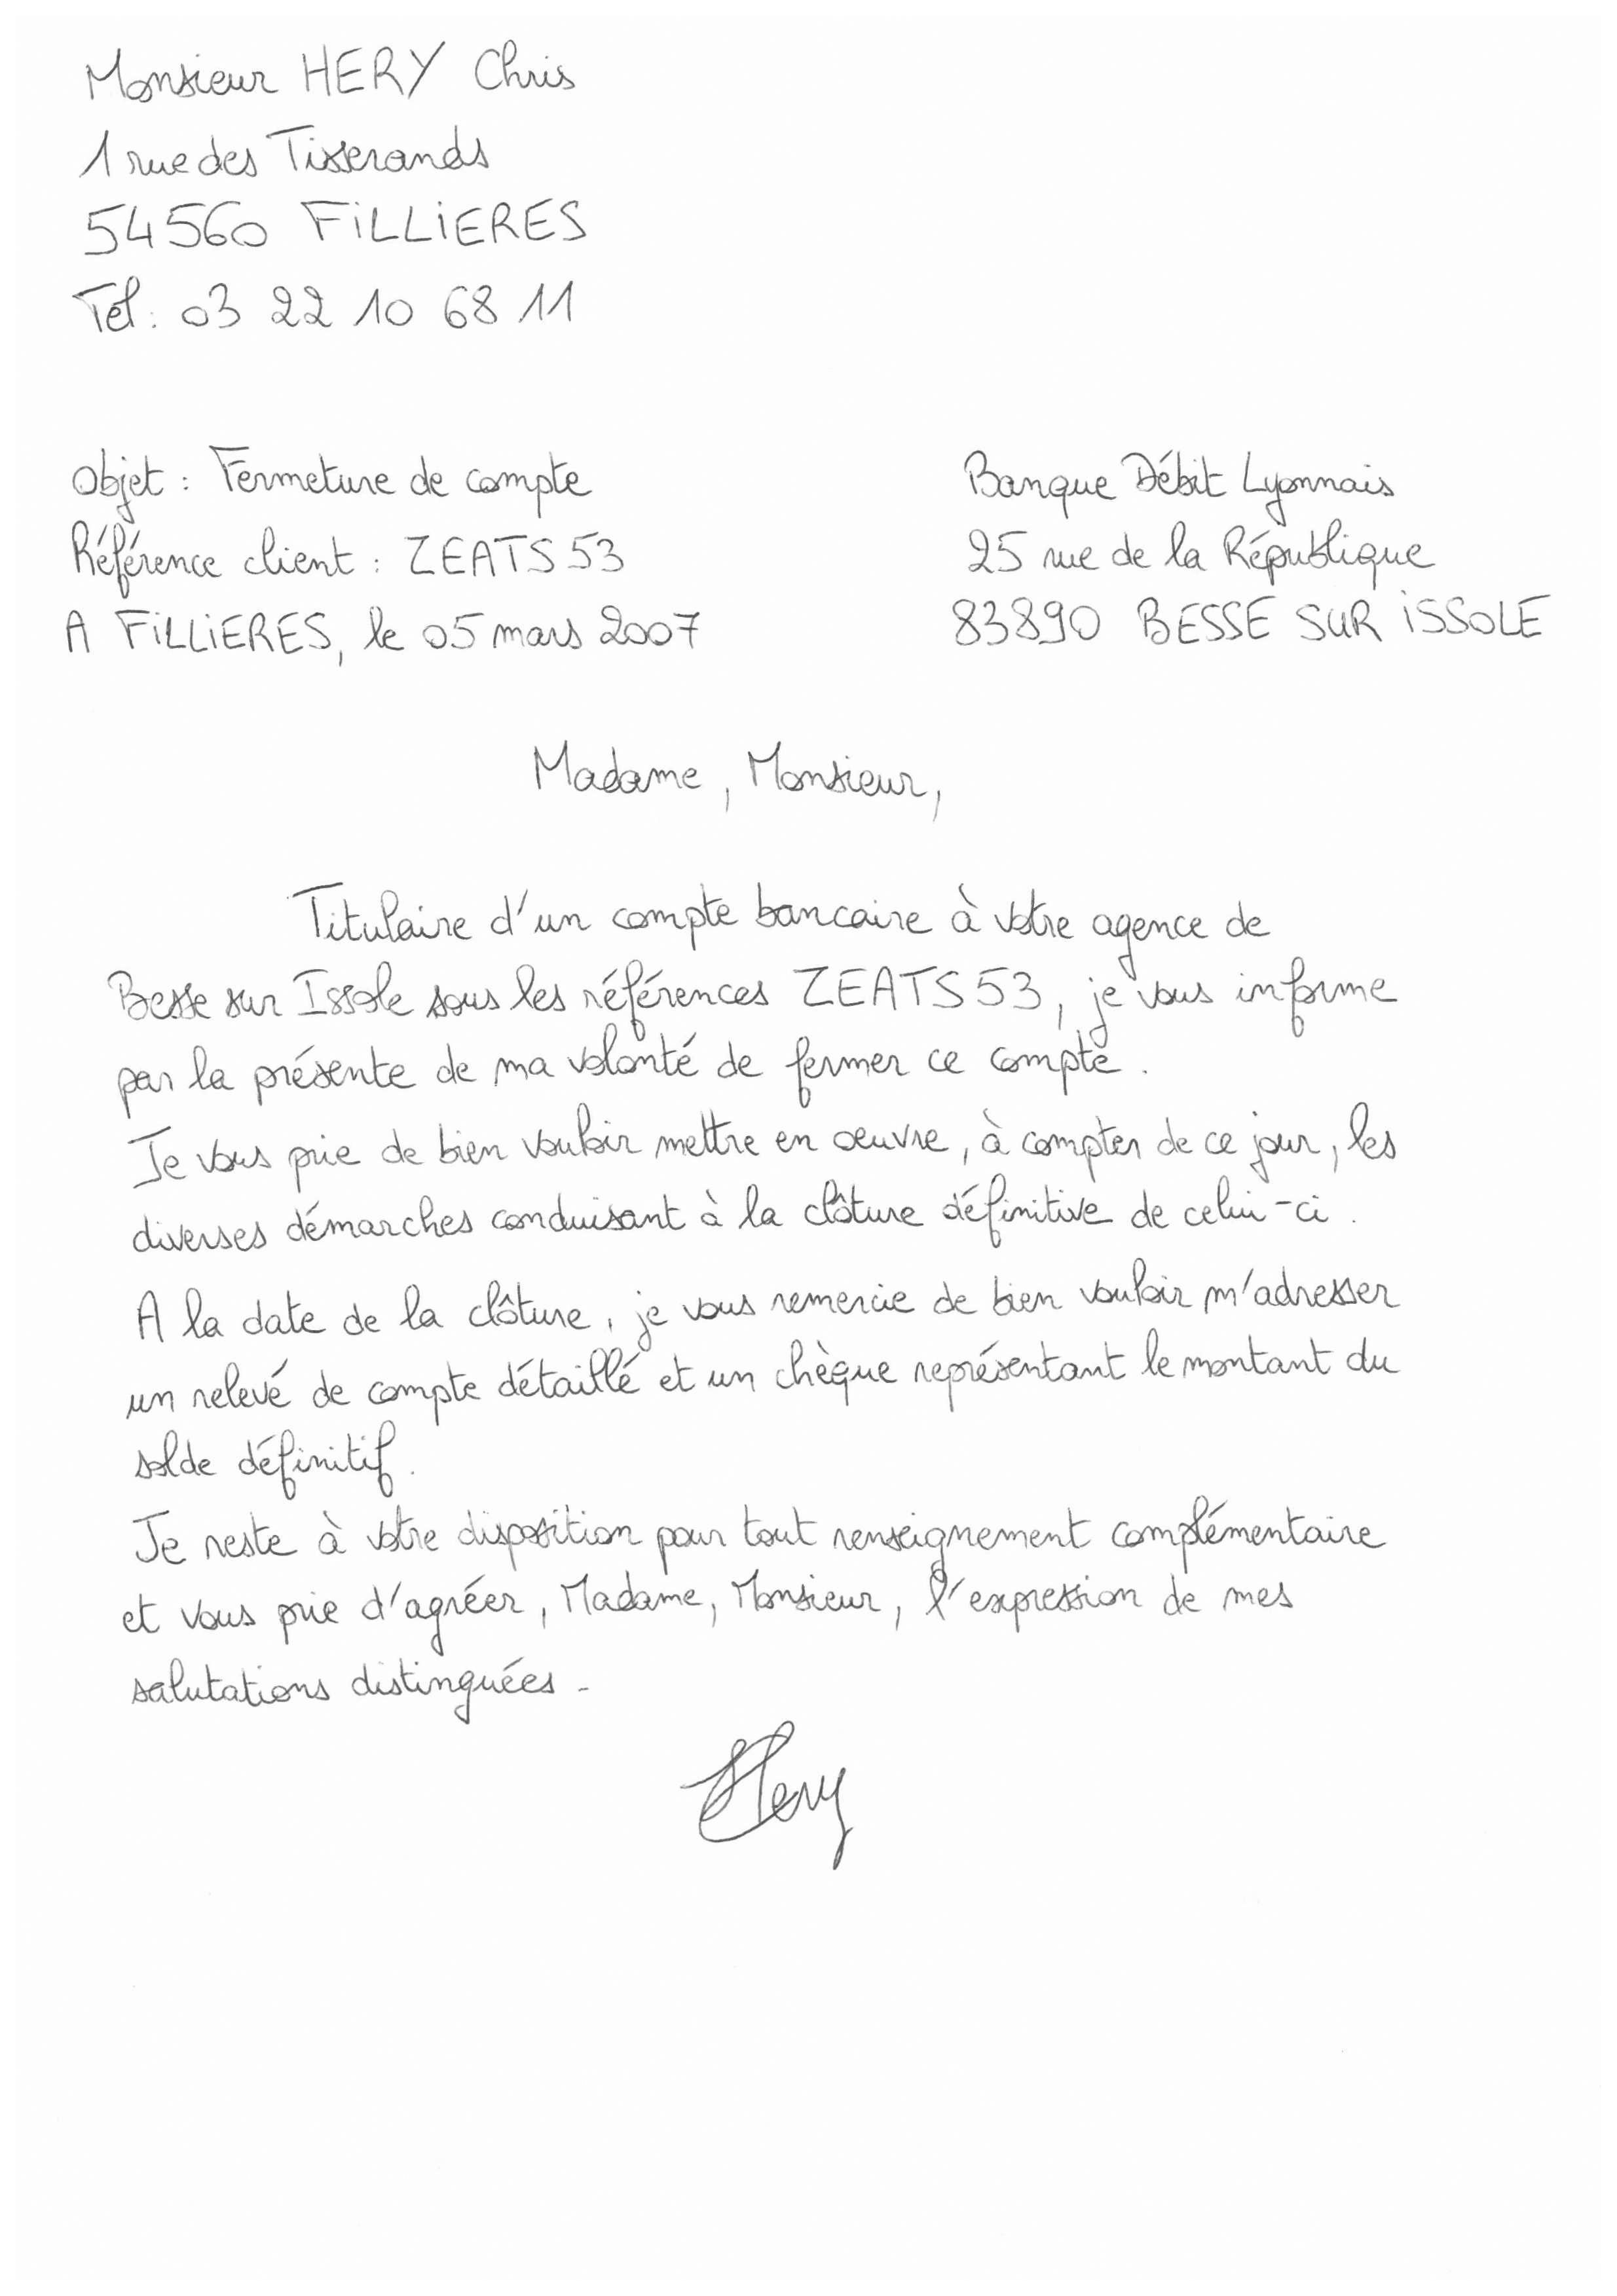 Monsieur HERY Chris
1 rue des Tisserands
54560 FiLLiERES
Tél : 03 22 10 68 11
Objet : Fermeture de compte
Référence client : ZEATS53
A FiLLiERES, le 05 mars 2007
Banque Débit Lyonnais
25 rue de la République
83890 BESSE SUR iSSOLE
Madame, Monsieur,
Titulaire d'un compte bancaire à votre agence de
Besse sur Issole sous les références ZEATS53, je vous informe
par la présente de ma volonté de fermer ce compte.
Je vous prie de bien vouloir mettre en oeuvre, à compter de ce jour, les
diverses démarches conduisant à la clôture définitive de celui-ci.
A la date de la clôture, je vous remercie de bien vouloir m'adresser
un relevé de compte détaillé et un chèque représentant le montant du
solde définitif.
Je reste à votre disposition pour tout renseignement complémentaire
et vous prie d'agréer, Madame, Monsieur, l'expression de mes
salutations distinguées.
Hery